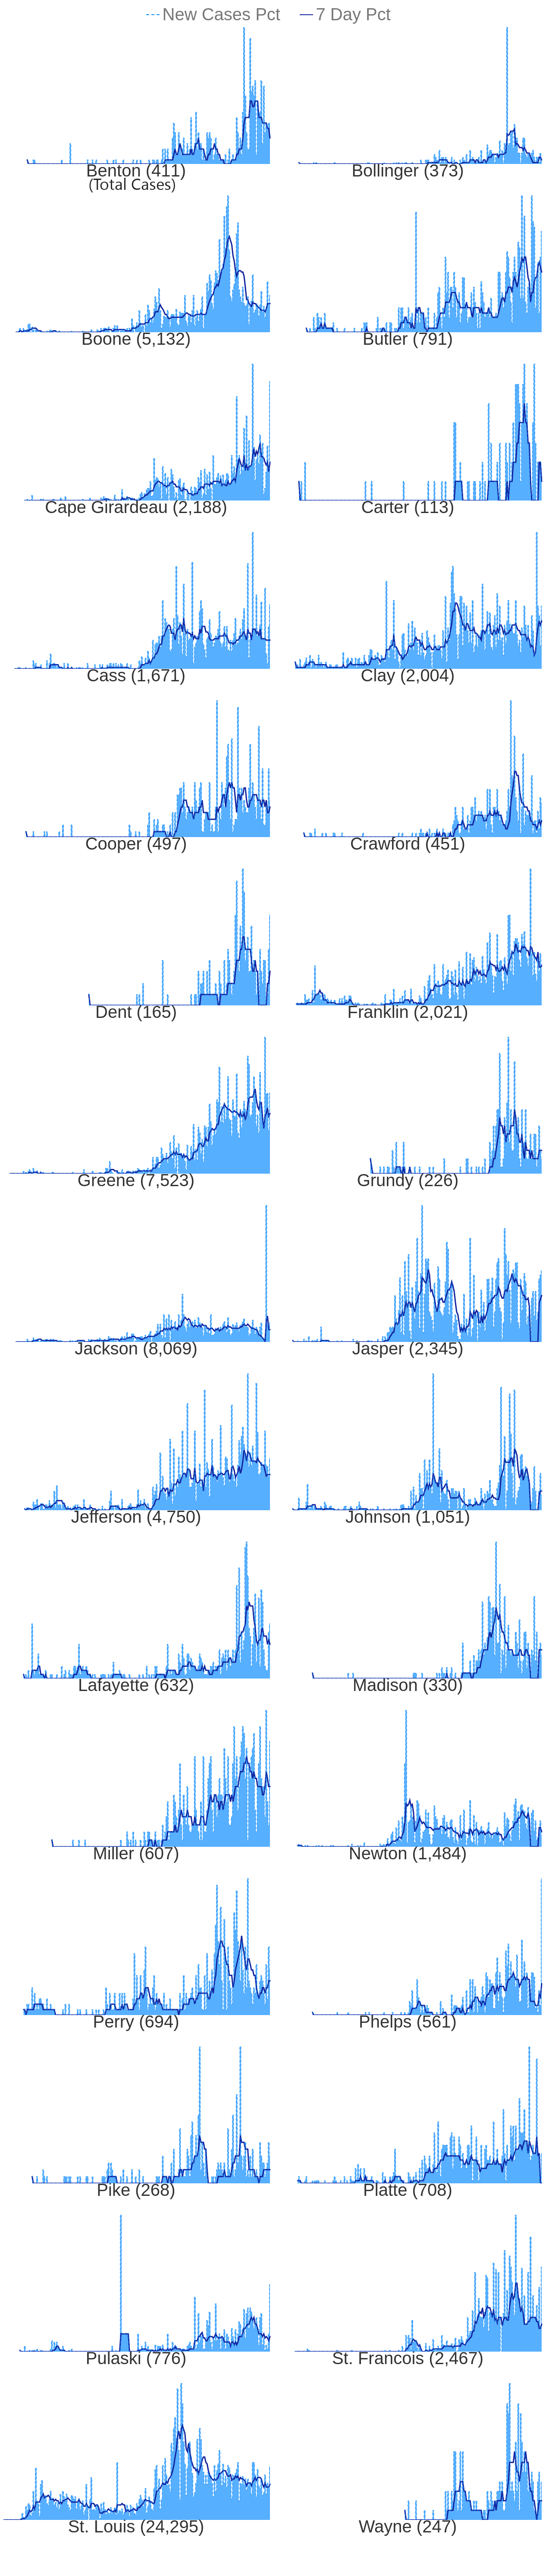 New Cases Pct 7 Day Pct
Benton (411) Bollinger (373)
(Total Cases)
Boone (5,132) Butler (791)
Cape Girardeau (2,188) Carter (113)
Cass (1,671) Clay (2,004)
Cooper (497) Crawford (451)
Dent (165) Franklin (2,021)
Greene (7,523) Grundy (226)
Jackson (8,069) Jasper (2,345)
Jefferson (4,750) Johnson (1,051)
Lafayette (632) Madison (330)
Miller (607) Newton (1,484)
Perry (694) Phelps (561)
Pike (268) Platte (708)
Pulaski (776) St. Francois (2,467)
St. Louis (24,295) Wayne (247)